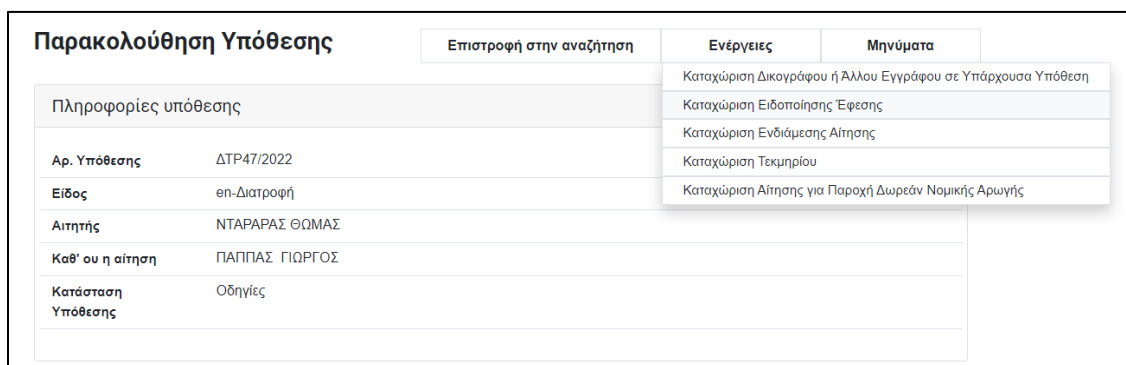 Παρακολούθηση Υπόθεσης
Επιστροφή στην αναζήτηση
Ενέργειες
Μηνύματα
Καταχώριση Δικογράφου ή Άλλου Εγγράφου σε Υπάρχουσα Υπόθεση
Καταχώριση Ειδοποίησης Έφεσης
Καταχώριση Ενδιάμεσης Αίτησης
Καταχώριση Τεκμηρίου
Καταχώριση Αίτησης για Παροχή Δωρεάν Νομικής Αρωγής
Πληροφορίες υπόθεσης
Αρ. Υπόθεσης ΔΤΡ47/2022
Είδος en-Διατροφή
Αιτητής ΝΤΑΡΑΡΑΣ ΘΩΜΑΣ
Καθ' ου η αίτηση ΠΑΠΠΑΣ ΓΙΩΡΓΟΣ
Κατάσταση Οδηγίες
Υπόθεσης